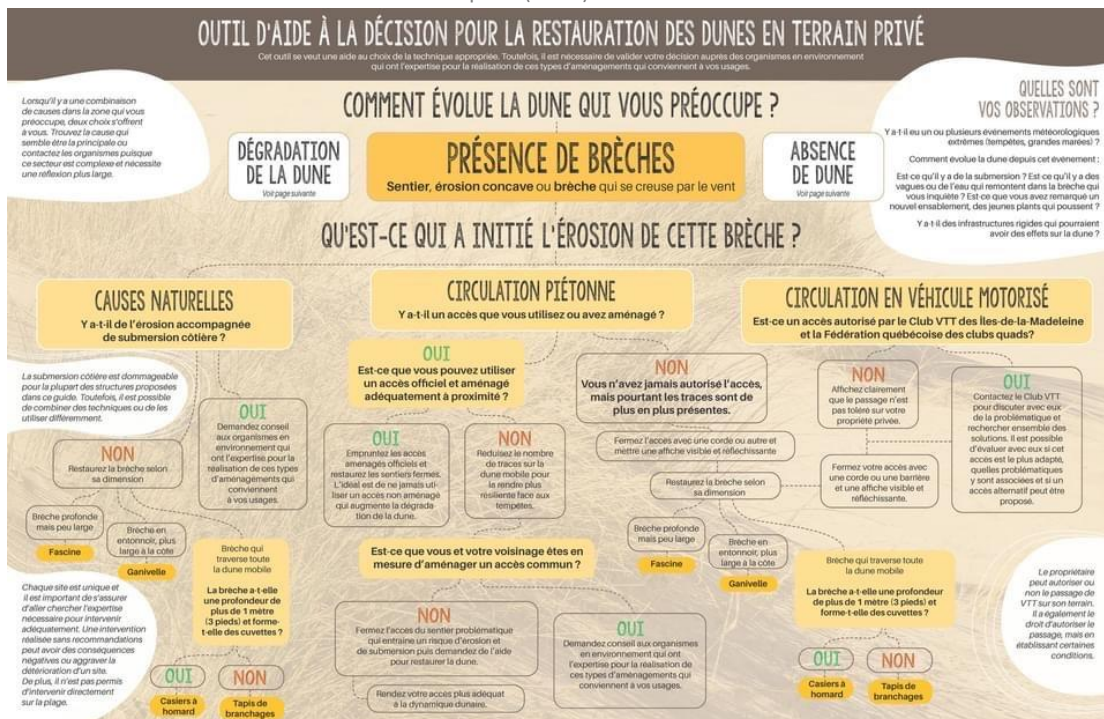 OUTIL D'AIDE À LA DÉCISION POUR LA RESTAURATION DES DUNES EN TERRAIN PRIVÉ
Cet outil se veut une aide au choix de la technique appropriée. Toutefois, il est nécessaire de valider votre décision auprès des organismes en environnement
qui ont l'expertise pour la réalisation de ces types d'aménagements qui conviennent à vos usages.
Lorsqu'il y a une combinaison
de causes dans la zone qui vous
préoccupe, deux choix s'offrent
à vous. Trouvez la cause qui
semble être la principale ou
contactez les organismes puisque
ce secteur est complexe et nécessite
une réflexion plus large.
COMMENT ÉVOLUE LA DUNE QUI VOUS PRÉOCCUPE ?
DÉGRADATION
DE LA DUNE
Voir page suivante
PRÉSENCE DE BRÈCHES
Sentier, érosion concave ou brèche qui se creuse par le vent
ABSENCE
DE DUNE
Voir page suivante
QUELLES SONT
VOS OBSERVATIONS ?
Y a-t-il eu un ou plusieurs événements météorologiques
extrêmes (tempêtes, grandes marées) ?
Comment évolue la dune depuis cet événement :
Est-ce qu'il y a de la submersion ? Est-ce qu'il y a des
vagues ou de l'eau qui remontent dans la brèche qui
vous inquiète ? Est-ce que vous avez remarqué un
nouvel ensablement, des jeunes plants qui poussent ?
Y a-t-il des infrastructures rigides qui pourraient
avoir des effets sur la dune ?
QU'EST-CE QUI A INITIÉ L'ÉROSION DE CETTE BRÈCHE ?
CAUSES NATURELLES
Y a-t-il de l'érosion accompagnée
de submersion côtière ?
La submersion côtière est dommageable
pour la plupart des structures proposées
dans ce guide. Toutefois, il est possible
de combiner des techniques ou de les
utiliser différemment.
NON
Restaurez la brèche selon
sa dimension
OUI
Demandez conseil
aux organismes en
environnement qui
ont l'expertise pour la
réalisation de ces types
d'aménagements qui
conviennent
à vos usages.
Brèche profonde
mais peu large
Fascine
Brèche en
entonnoir, plus
large à la côte
Ganivelle
Brèche qui
traverse toute
la dune mobile
La brèche a-t-elle
une profondeur de
plus de 1 mètre
(3 pieds) et forme-
t-elle des cuvettes ?
OUI
Casiers à
homard
NON
Tapis de
branchages
Chaque site est unique et
il est important de s'assurer
d'aller chercher l'expertise
nécessaire pour intervenir
adéquatement. Une intervention
réalisée sans recommandations
peut avoir des conséquences
négatives ou aggraver la
détérioration d'un site.
De plus, il n'est pas permis
d'intervenir directement
sur la plage.
CIRCULATION PIÉTONNE
Y a-t-il un accès que vous utilisez ou avez aménagé ?
OUI
Est-ce que vous pouvez utiliser
un accès officiel et aménagé
adéquatement à proximité ?
OUI
Empruntez les accès
aménagés officiels et
restaurez les sentiers fermés.
L'idéal est de ne jamais uti-
liser un accès non aménagé
qui augmente la dégrada
tion de la dune.
NON
Réduisez le nombre
de traces sur la
dune mobile pour
la rendre plus
résiliente face aux
tempêtes.
Est-ce que vous et votre voisinage êtes en
mesure d'aménager un accès commun ?
NON
Fermez l'accès du sentier problématique
qui entraîne un risque d'érosion et
de submersion puis demandez de l'aide
pour restaurer la dune.
Rendez votre accès plus adéquat
à la dynamique dunaire.
OUI
Demandez conseil aux organismes
en environnement qui ont
l'expertise pour la réalisation de
ces types d'aménagements qui
conviennent à vos usages.
NON
Vous n'avez jamais autorisé l'accès,
mais pourtant les traces sont de
plus en plus présentes.
Fermez l'accès avec une corde ou autre et
mettre une affiche visible et réfléchissante
Restaurez la brèche selon
sa dimension
Brèche profonde
mais peu large
Fascine
Brèche en
entonnoir, plus
large à la côte
Ganivelle
Brèche qui traverse toute
la dune mobile
La brèche a-t-elle une profondeur
de plus de 1 mètre (3 pieds) et
forme-t-elle des cuvettes ?
OUI
Casiers à
homard
NON
Tapis de
branchages
CIRCULATION EN VÉHICULE MOTORISÉ
Est-ce un accès autorisé par le Club VTT des Îles-de-la-Madeleine
et la Fédération québécoise des clubs quads?
NON
Affichez clairement
que le passage n'est
pas toléré sur votre
propriété privée.
Fermez votre accès avec
une corde ou une barrière
et une affiche visible et
réfléchissante.
OUI
Contactez le Club VTT
pour discuter avec eux
de la problématique et
rechercher ensemble des
solutions. Il est possible
d'évaluer avec eux si cet
accès est le plus adapté,
quelles problématiques
y sont associées et si un
accès alternatif peut être
proposé.
Le propriétaire
peut autoriser ou
non le passage de
VTT sur son terrain.
Il a également le
droit d'autoriser le
passage, mais en
établissant certaines
conditions.